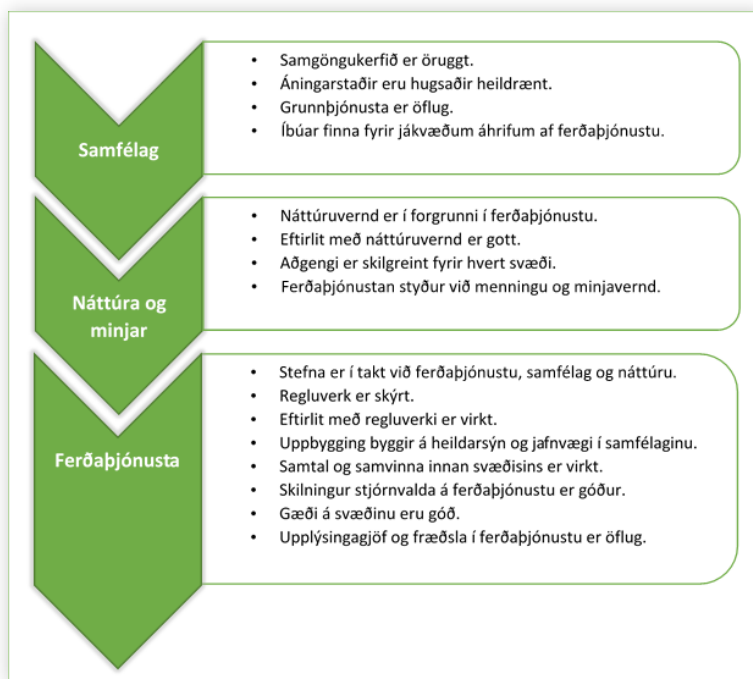 Samfélag
• Samgöngukerfið er öruggt.
• Áningarstaðir eru hugsaðir heildrænt.
• Grunnþjónusta er öflug.
• Íbúar finna fyrir jákvæðum áhrifum af ferðaþjónustu.
Náttúra og
minjar
• Náttúruvernd er í forgrunni í ferðaþjónustu.
• Eftirlit með náttúruvernd er gott.
• Aðgengi er skilgreint fyrir hvert svæði.
• Ferðaþjónustan styður við menningu og minjavernd.
Ferðaþjónusta
• Stefna er í takt við ferðaþjónustu, samfélag og náttúru.
• Regluverk er skýrt.
• Eftirlit með regluverki er virkt.
• Uppbygging byggir á heildarsýn og jafnvægi í samfélaginu.
• Samtal og samvinna innan svæðisins er virkt.
• Skilningur stjórnvalda á ferðaþjónustu er góður.
• Gæði á svæðinu eru góð.
• Upplýsingagjöf og fræðsla í ferðaþjónustu er öflug.